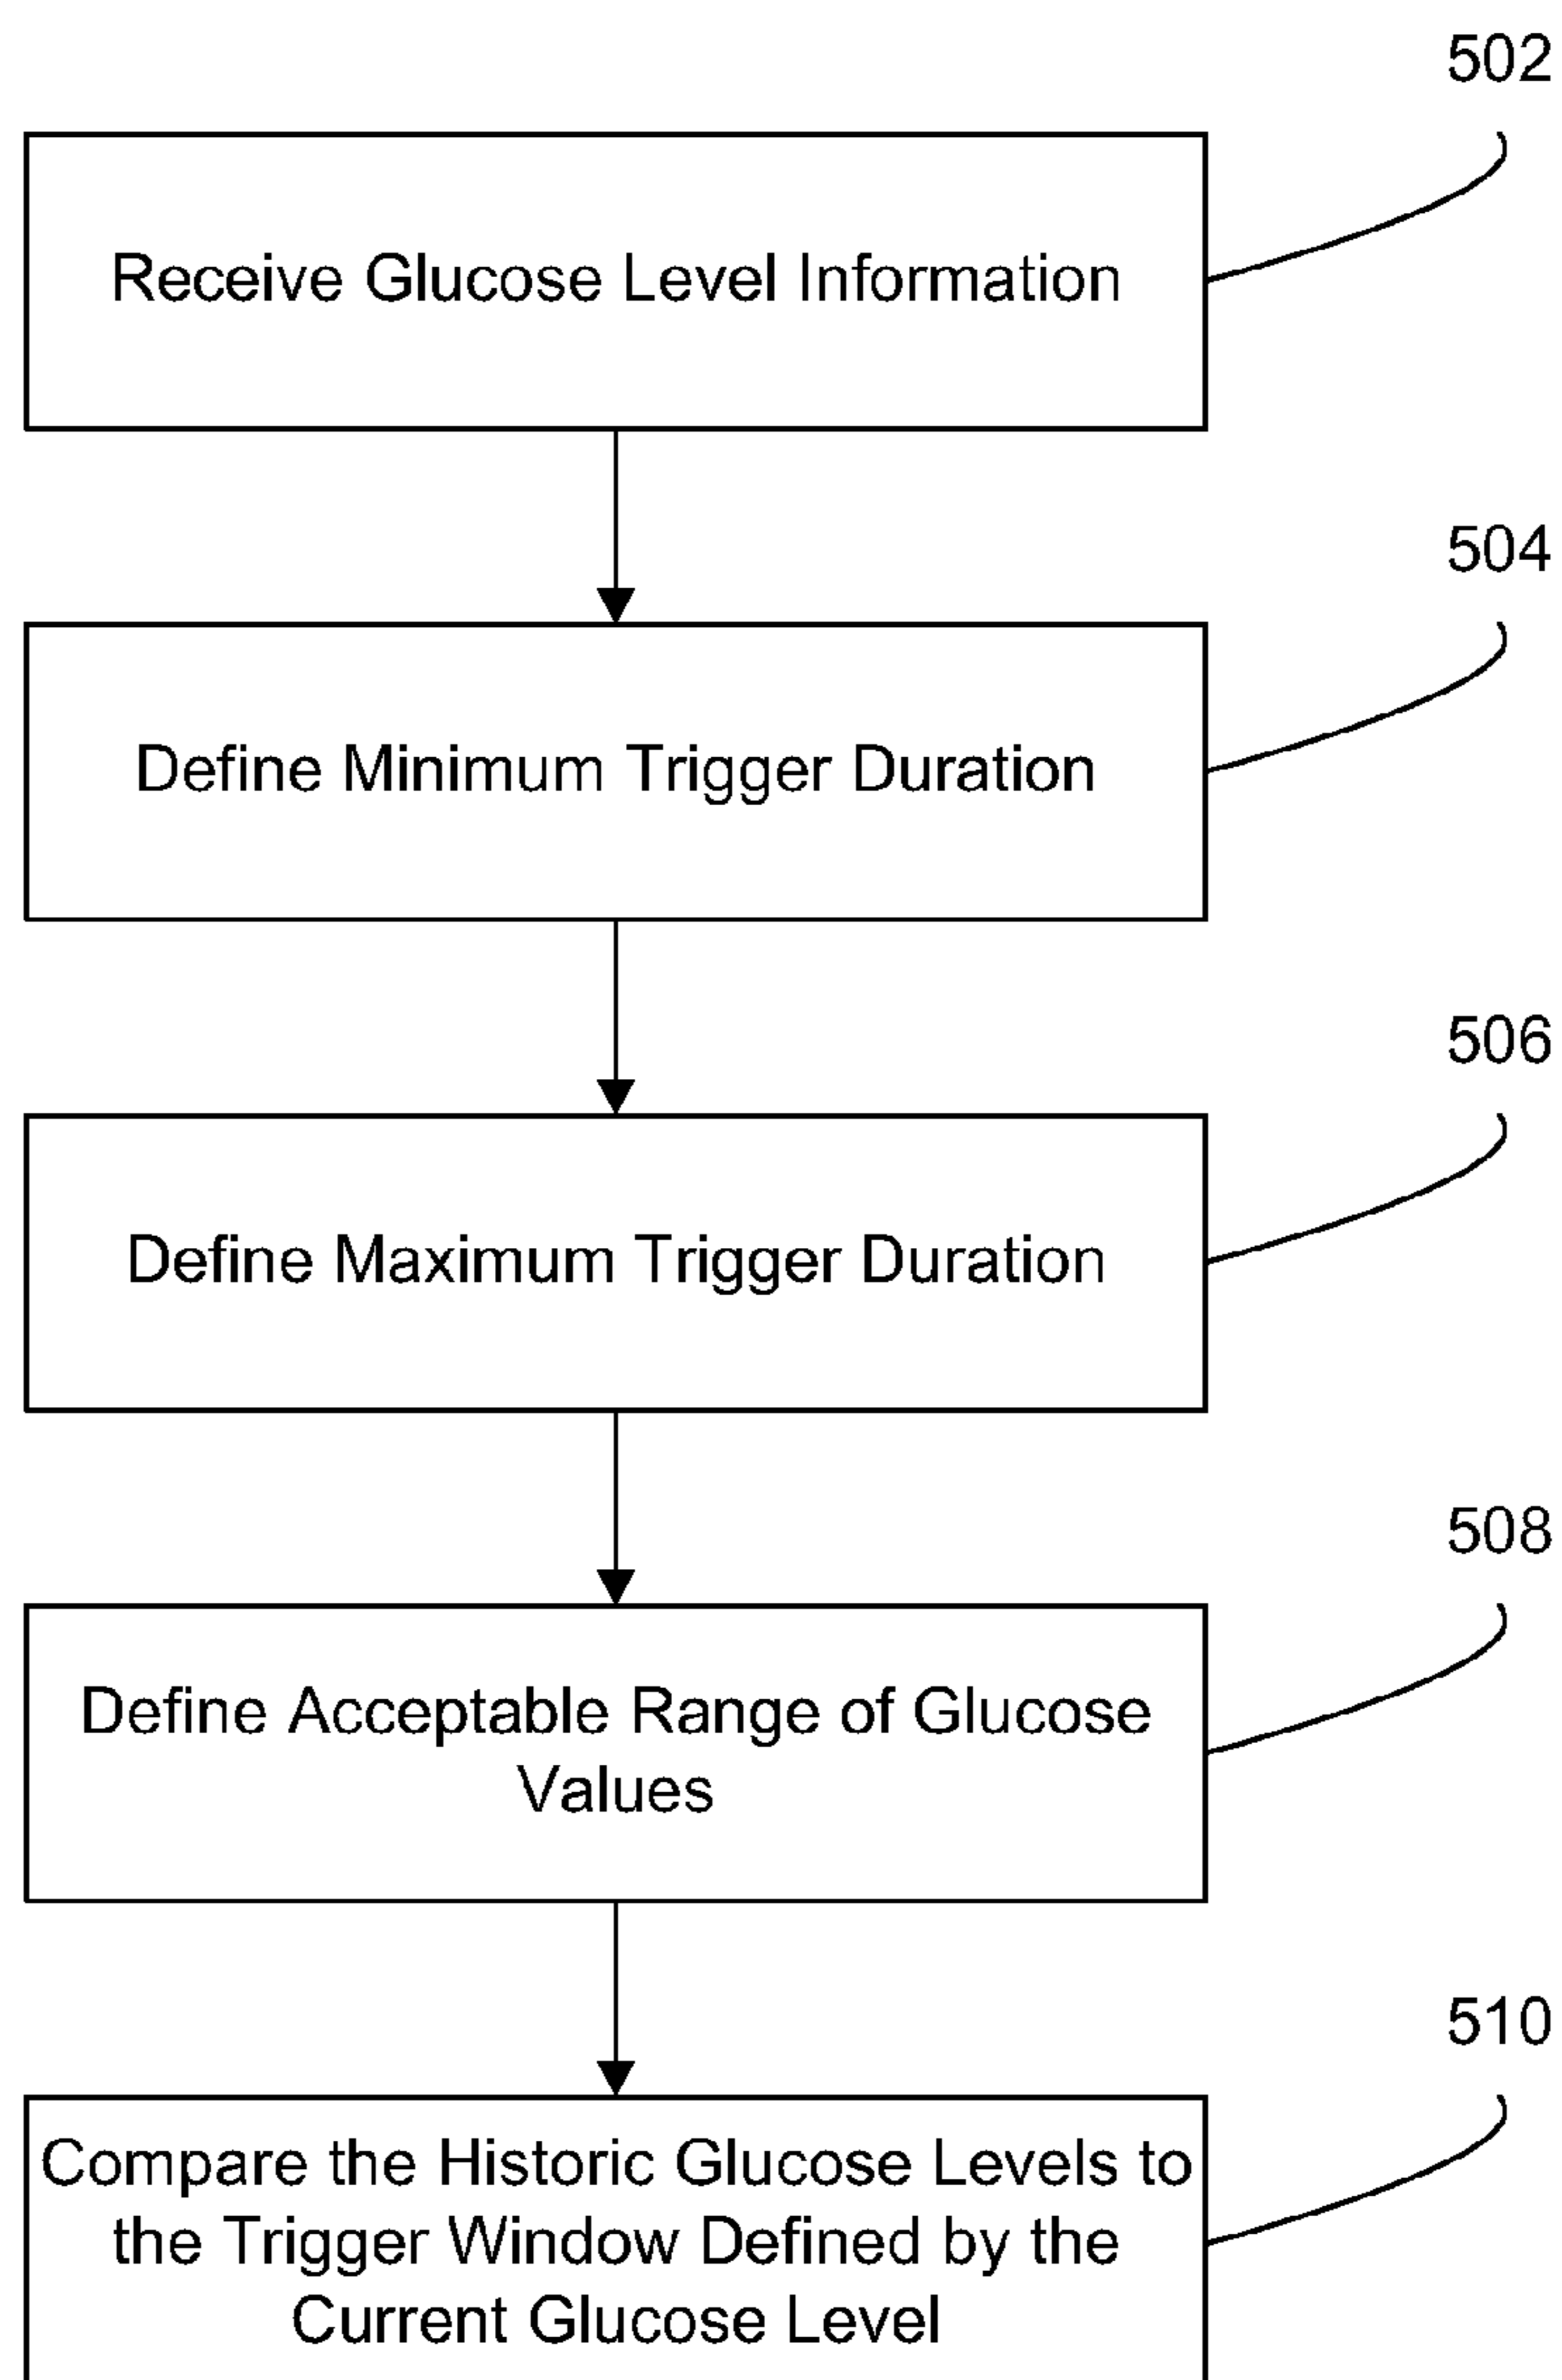 502
Receive Glucose Level Information
504
Define Minimum Trigger Duration
506
Define Maximum Trigger Duration
508
Define Acceptable Range of Glucose
Values
510
Compare the Historic Glucose Levels to
the Trigger Window Defined by the
Current Glucose Level